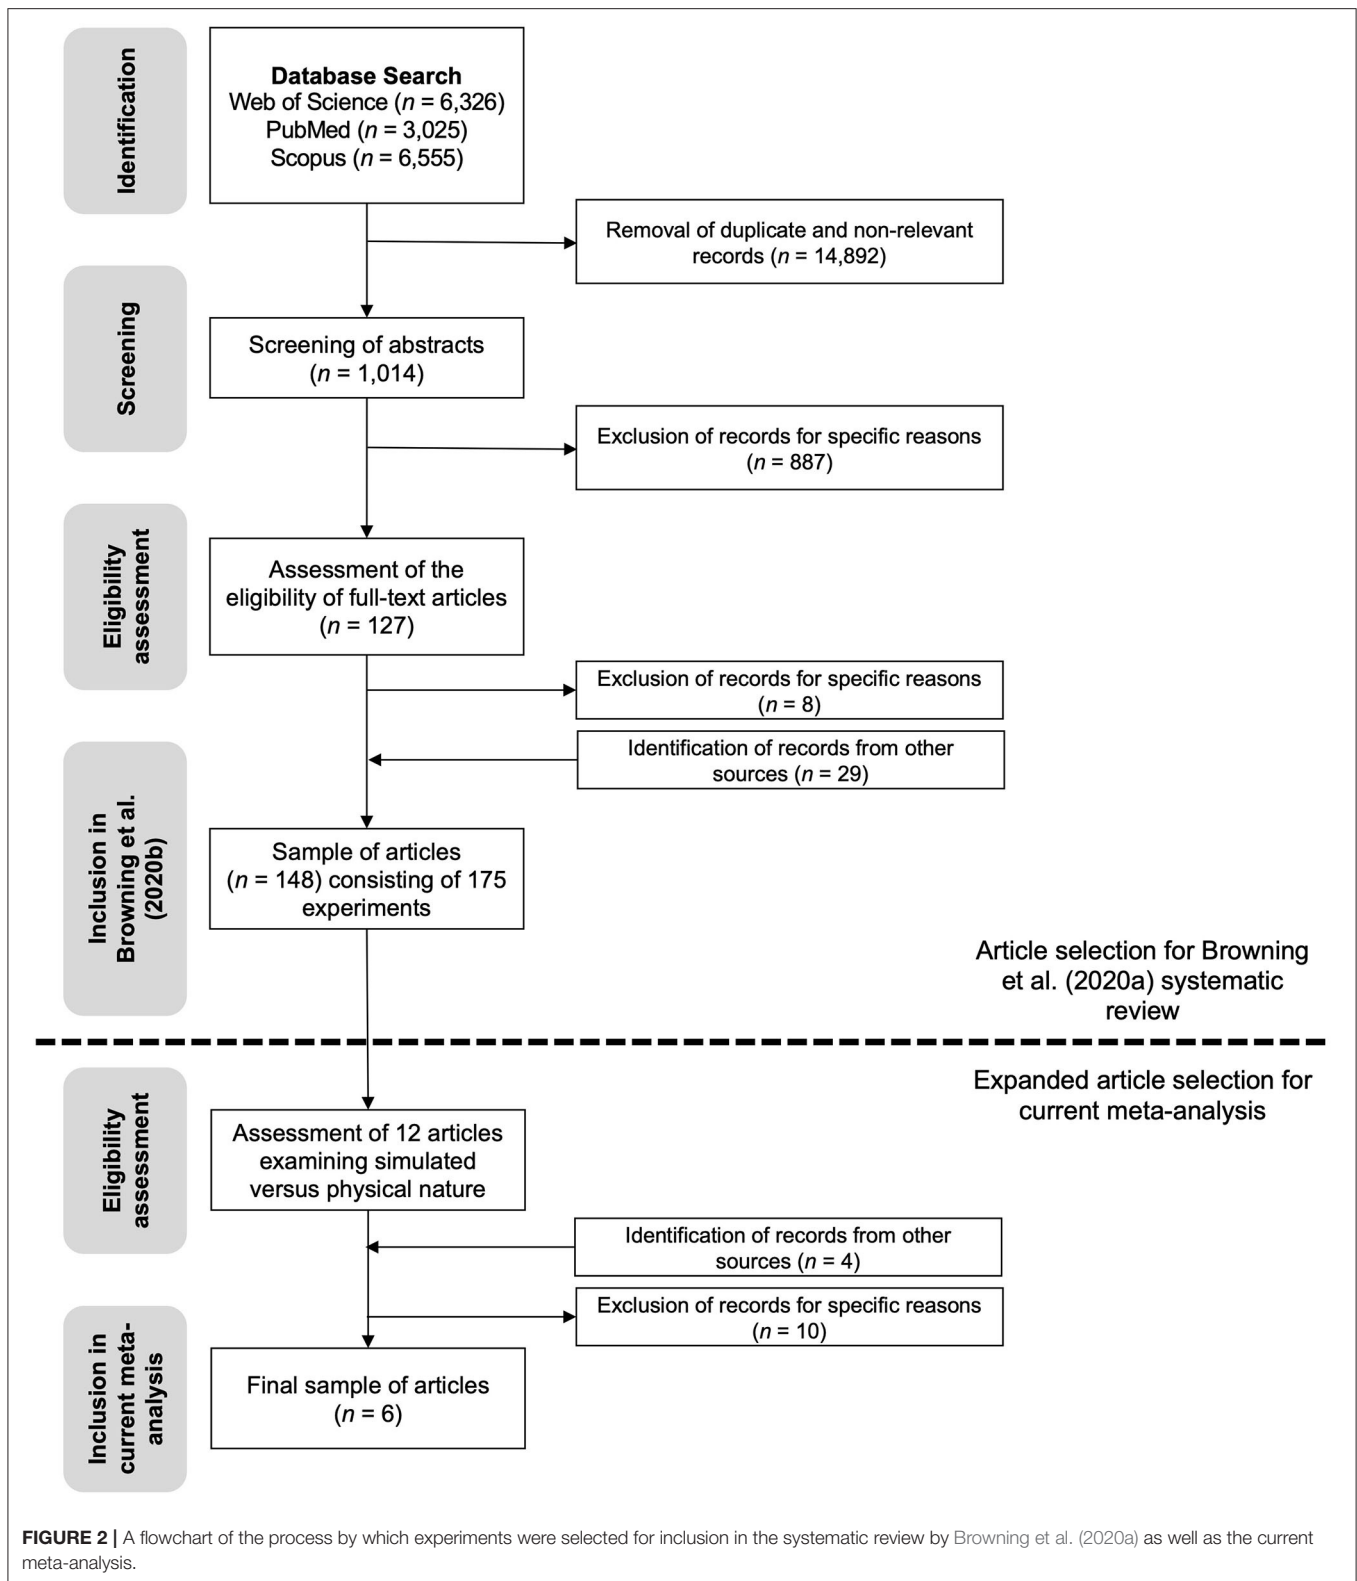 Identification
Database Search
Web of Science (n = 6,326)
PubMed (n = 3,025)
Scopus (n = 6,555)
Removal of duplicate and non-relevant
records (n = 14,892)
Screening
Screening of abstracts
(n = 1,014)
Exclusion of records for specific reasons
(n = 887)
Eligibility
assessment
Assessment of the
eligibility of full-text articles
(n = 127)
Exclusion of records for specific reasons
(n = 8)
Identification of records from other
sources (n = 29)
Inclusion in
Browning et al.
(2020b)
Sample of articles
(n = 148) consisting of 175
experiments
Article selection for Browning
et al. (2020a) systematic
review
Expanded article selection for
current meta-analysis
Eligibility
assessment
Assessment of 12 articles
examining simulated
versus physical nature
Identification of records from other
sources (n = 4)
Exclusion of records for specific reasons
(n = 10)
Inclusion in
current meta-
analysis
Final sample of articles
(n = 6)
FIGURE 2 | A flowchart of the process by which experiments were selected for inclusion in the systematic review by Browning et al. (2020a) as well as the current
meta-analysis.